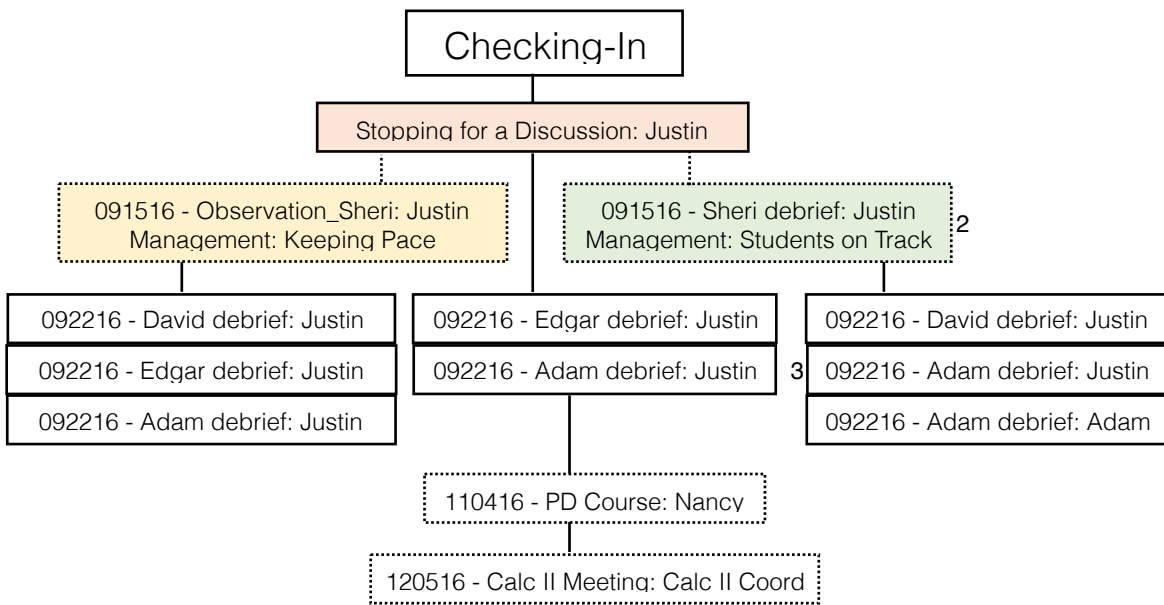 Checking-In
Stopping for a Discussion: Justin
091516 - Observation_Sheri: Justin
Management: Keeping Pace
091516 - Sheri debrief: Justin
Management: Students on Track
2
092216 - David debrief: Justin
092216 - Edgar debrief: Justin
092216 - Adam debrief: Justin
092216 - Edgar debrief: Justin
092216 - Adam debrief: Justin
3
092216 - David debrief: Justin
092216 - Adam debrief: Justin
092216 - Adam debrief: Adam
110416 - PD Course: Nancy
120516 - Calc II Meeting: Calc II Coord